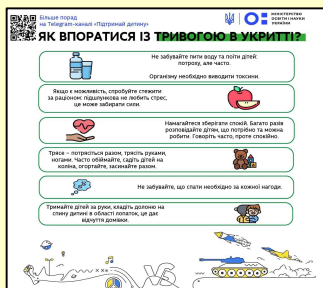 Більше порад
на Telegram-каналі «Підтримай дитину»
МІНІСТЕРСТВО
ОСВІТИ І НАУКИ
УКРАЇНИ
ЯК ВПОРАТИСЯ ІЗ ТРИВОГОЮ В УКРИТТІ?
Не забувайте пити воду та поїти дітей:
потроху, але часто.
Організму необхідно виводити токсини.
Якщо є можливість, спробуйте стежити
за раціоном: підшлункова не любить стрес,
це може забирати сили.
Намагайтеся зберігати спокій. Багато разів
розповідайте дітям, що потрібно та можна
робити. Говоріть часто, проте спокійно.
Трясе – потрясіться разом, трясіть руками,
ногами. Часто обіймайте, садіть дітей на
коліна, огортайте, засинайте разом.
Не забувайте, що спати необхідно за кожної нагоди.
Тримайте дітей за руки, кладіть долоню на
спину дитині в області лопаток, це дає
відчуття домівки.